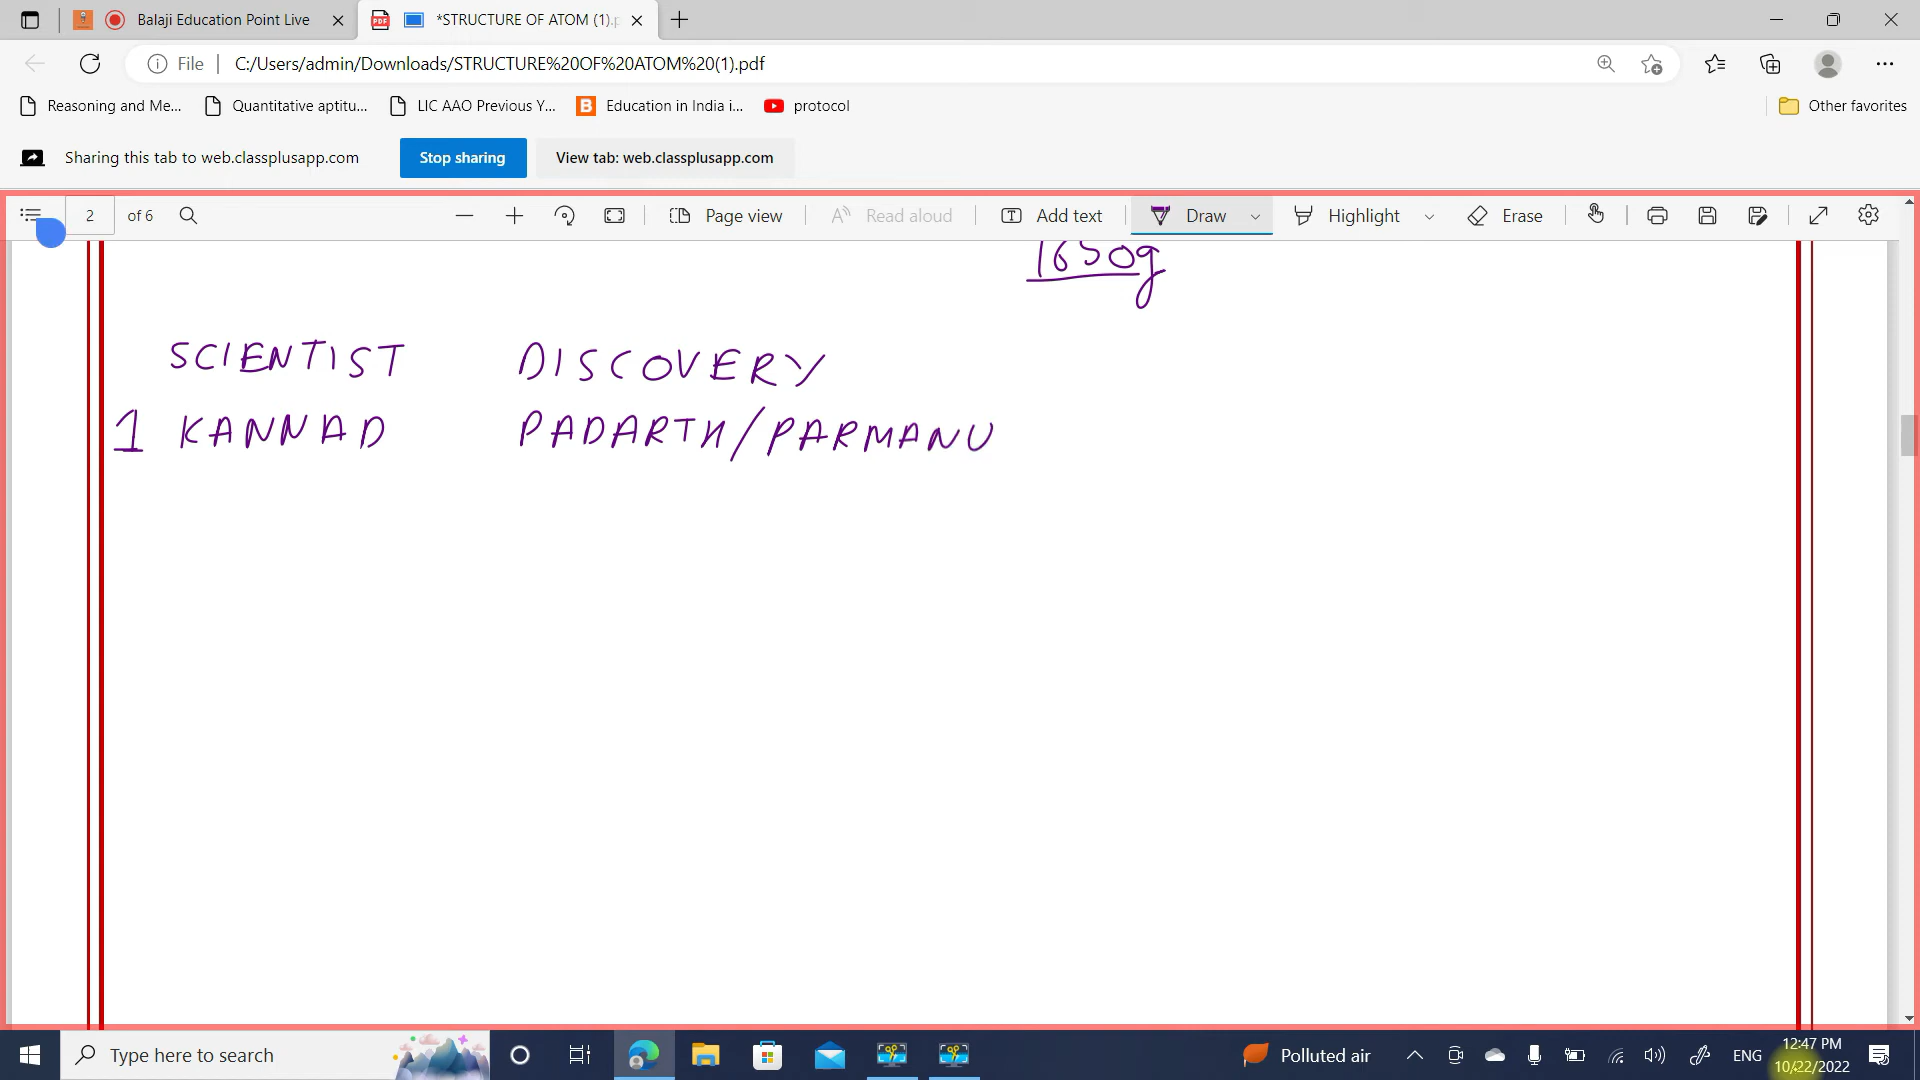 Balaji Education Point Live
*STRUCTURE OF ATOM (1).p
File C:/Users/admin/Downloads/STRUCTURE%20OF%20ATOM%20(1).pdf
Reasoning and Me... Quantitative aptitu... LIC AAO Previous Y... Education in India i... protocol Other favorites
Sharing this tab to web.classplusapp.com Stop sharing View tab: web.classplusapp.com
2 of 6 Page view Read aloud Add text Draw Highlight Erase
1650g
SCIENTIST DISCOVERY
1 KANNAD PADARTH/PARMANU
Type here to search Polluted air ENG 12:47 PM
10/22/2022